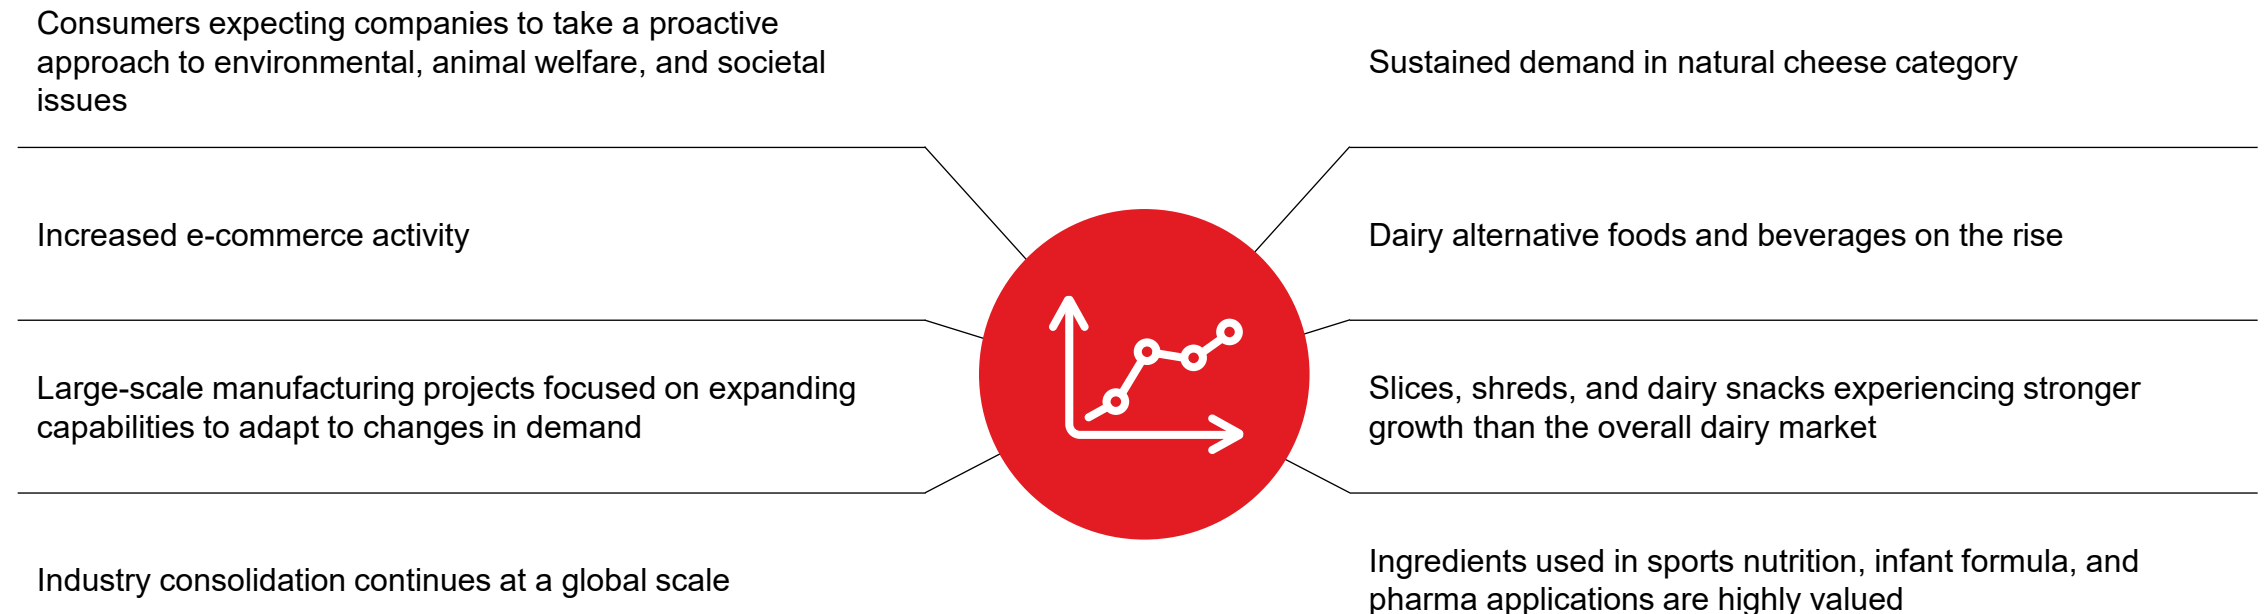 Consumers expecting companies to take a proactive
approach to environmental, animal welfare, and societal
issues
Increased e-commerce activity
Large-scale manufacturing projects focused on expanding
capabilities to adapt to changes in demand
Industry consolidation continues at a global scale
Sustained demand in natural cheese category
Dairy alternative foods and beverages on the rise
Slices, shreds, and dairy snacks experiencing stronger
growth than the overall dairy market
Ingredients used in sports nutrition, infant formula, and
pharma applications are highly valued